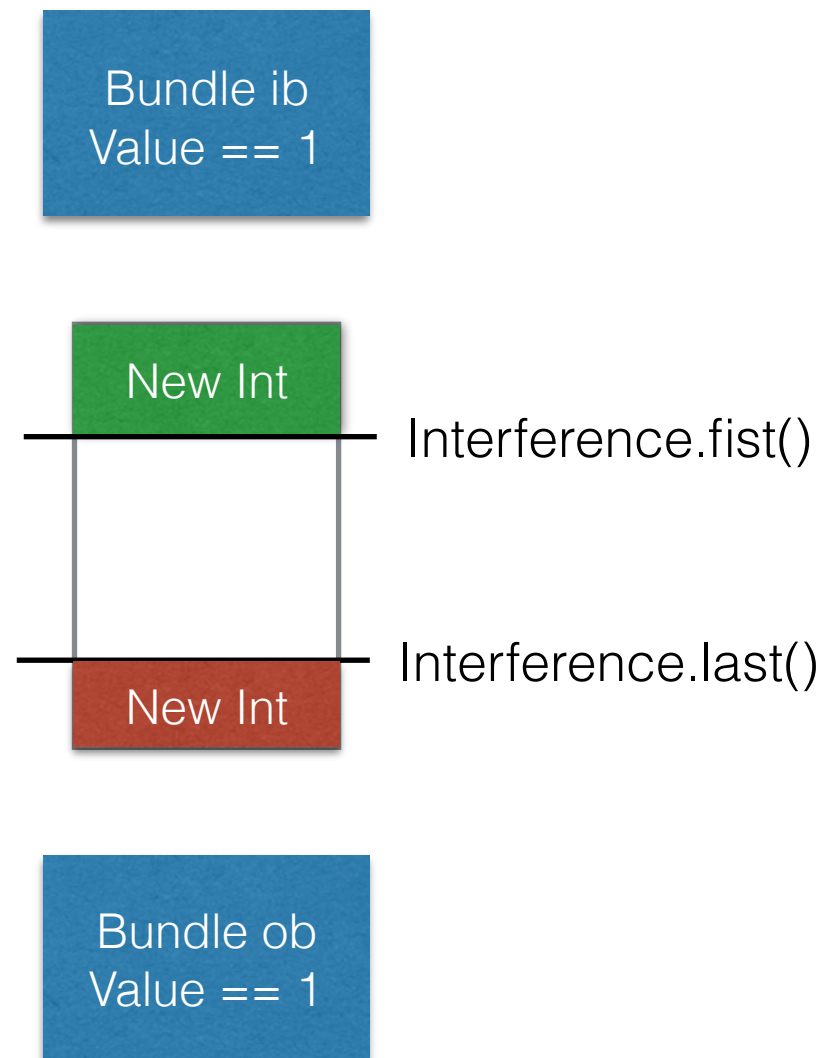 Bundle ib
Value == 1
New Int
Interference.fist()
Interference.last()
New Int
Bundle ob
Value == 1